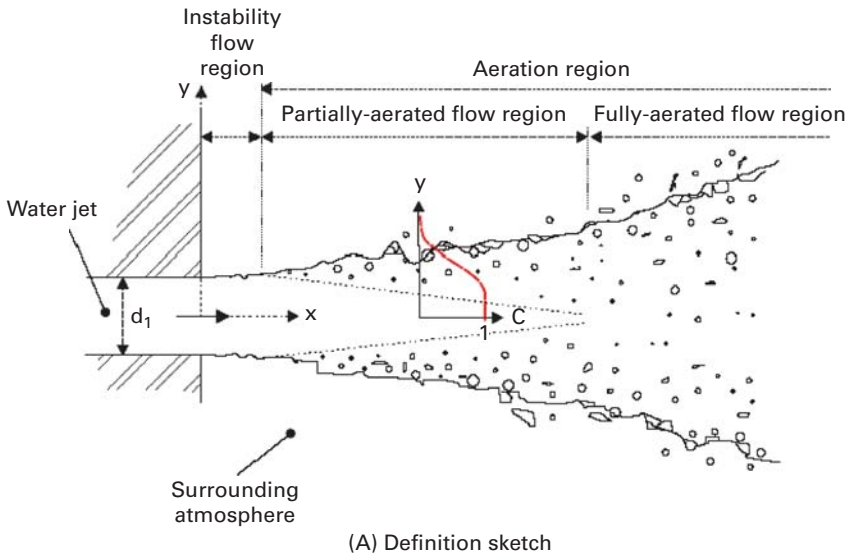 Instability
flow
region
Aeration region
y
Partially-aerated flow region
Fully-aerated flow region
y
Water jet
d1
x
1
C
Surrounding
atmosphere
(A) Definition sketch